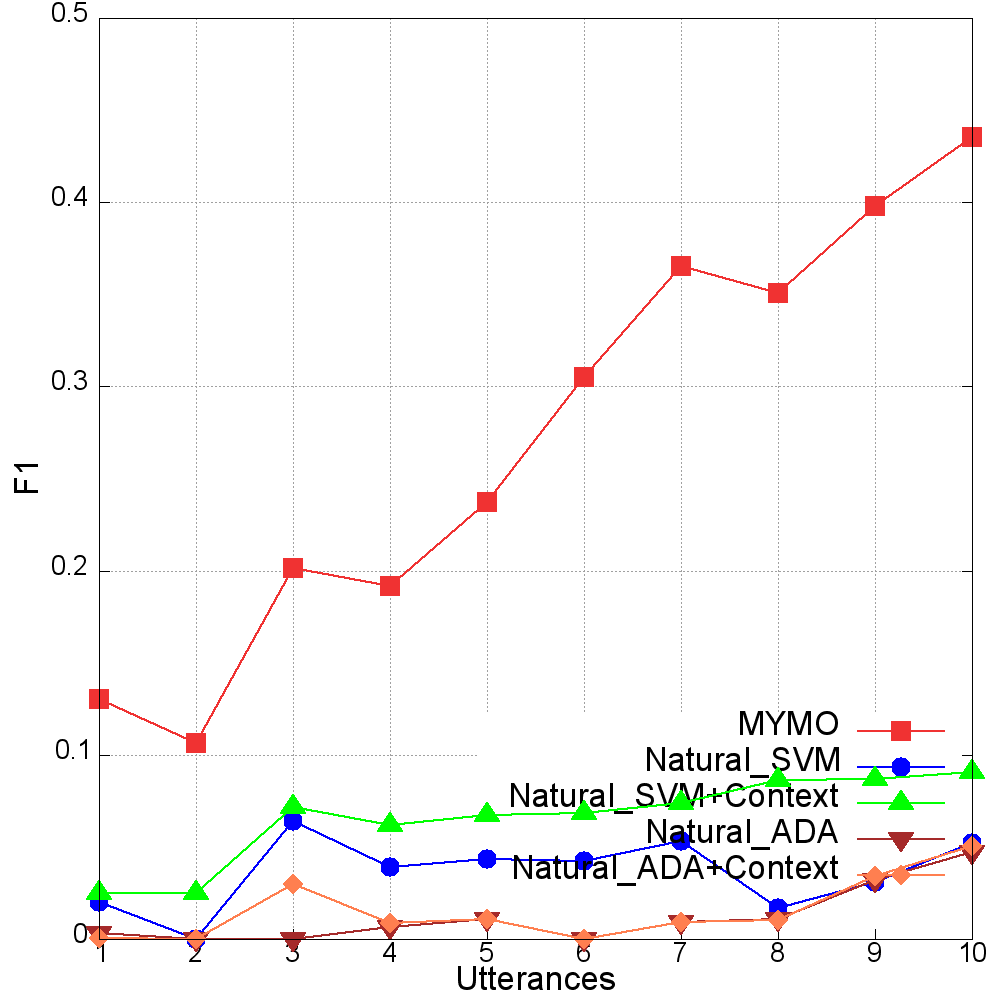 0.5
0.4
0.3
0.2
0.1
0
F1
MYMO
Natural_SVM
Natural_SVM+Context
Natural_ADA
Natural_ADA+Context
1 2 3 4 5 6 7 8 9 10
Utterances